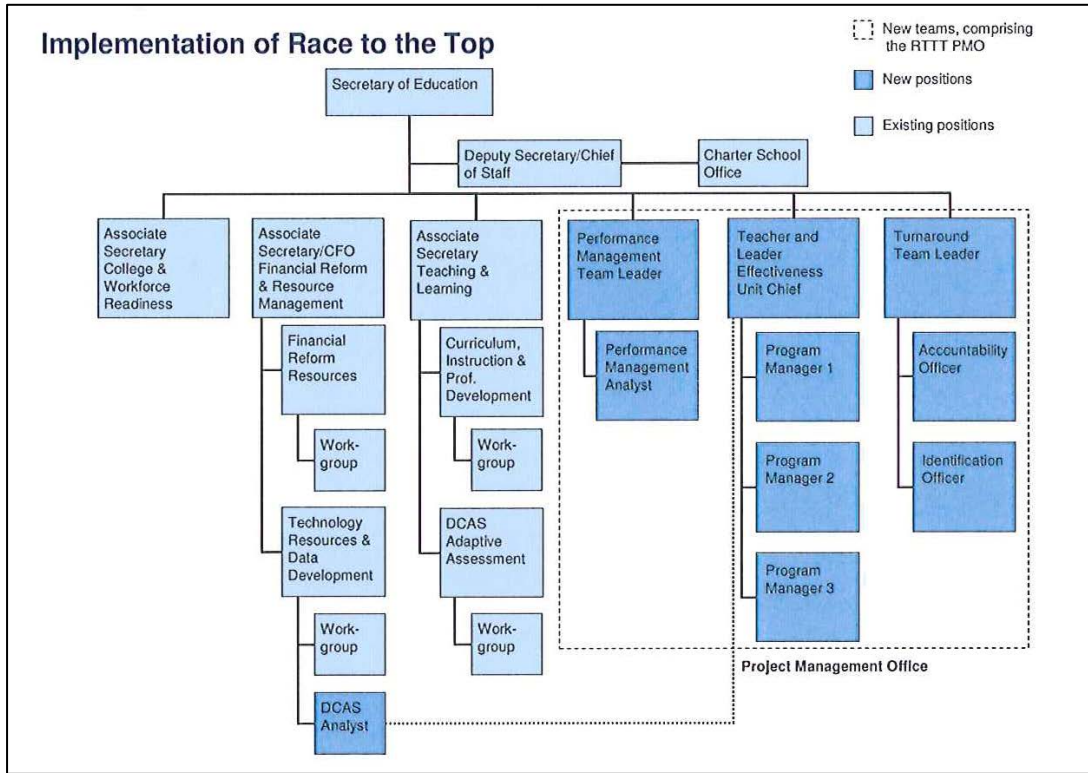 Implementation of Race to the Top
New teams, comprising
the RTTT PMO
New positions
Existing positions
Secretary of Education
Deputy Secretary/Chief
of Staff
Charter School
Office
Associate
Secretary
College &
Workforce
Readiness
Associate
Secretary/CFO
Financial Reform
& Resource
Management
Associate
Secretary
Teaching &
Learning
Performance
Management
Team Leader
Teacher and
Leader
Effectiveness
Unit Chief
Turnaround
Team Leader
Financial
Reform
Resources
Curriculum,
Instruction &
Prof.
Development
Performance
Management
Analyst
Program
Manager 1
Accountability
Officer
Work-
group
Work-
group
Program
Manager 2
Identification
Officer
Technology
Resources &
Data
Development
DCAS
Adaptive
Assessment
Program
Manager 3
Work-
group
Work-
group
Project Management Office
DCAS
Analyst